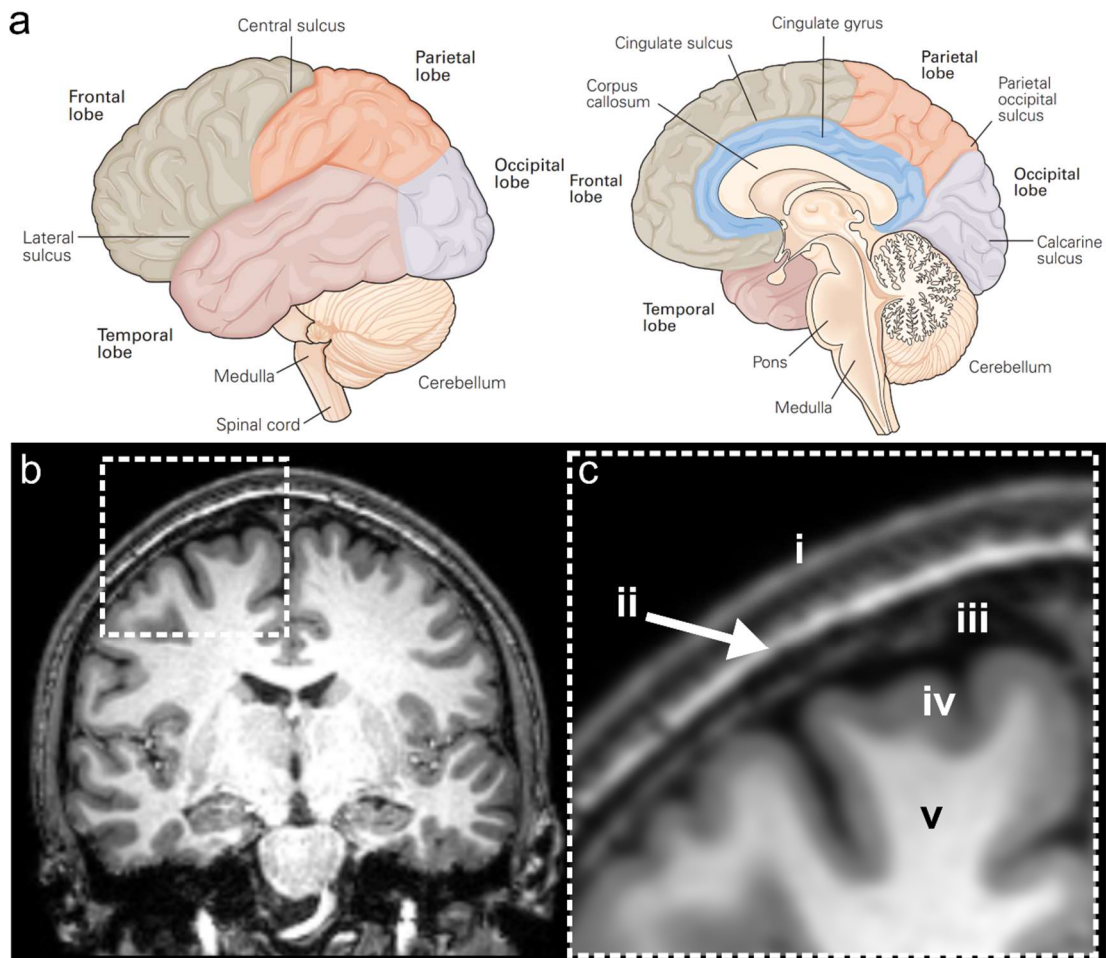 a
Central sulcus
Parietal
lobe
Frontal
lobe
Occipital
lobe
Lateral
sulcus
Temporal
lobe
Medulla
Cerebellum
Spinal cord
Cingulate gyrus
Cingulate sulcus
Parietal
lobe
Corpus
callosum
Parietal
occipital
sulcus
Frontal
lobe
Occipital
lobe
Calcarine
sulcus
Temporal
lobe
Pons
Cerebellum
Medulla
b
c
i
ii
iii
iv
v